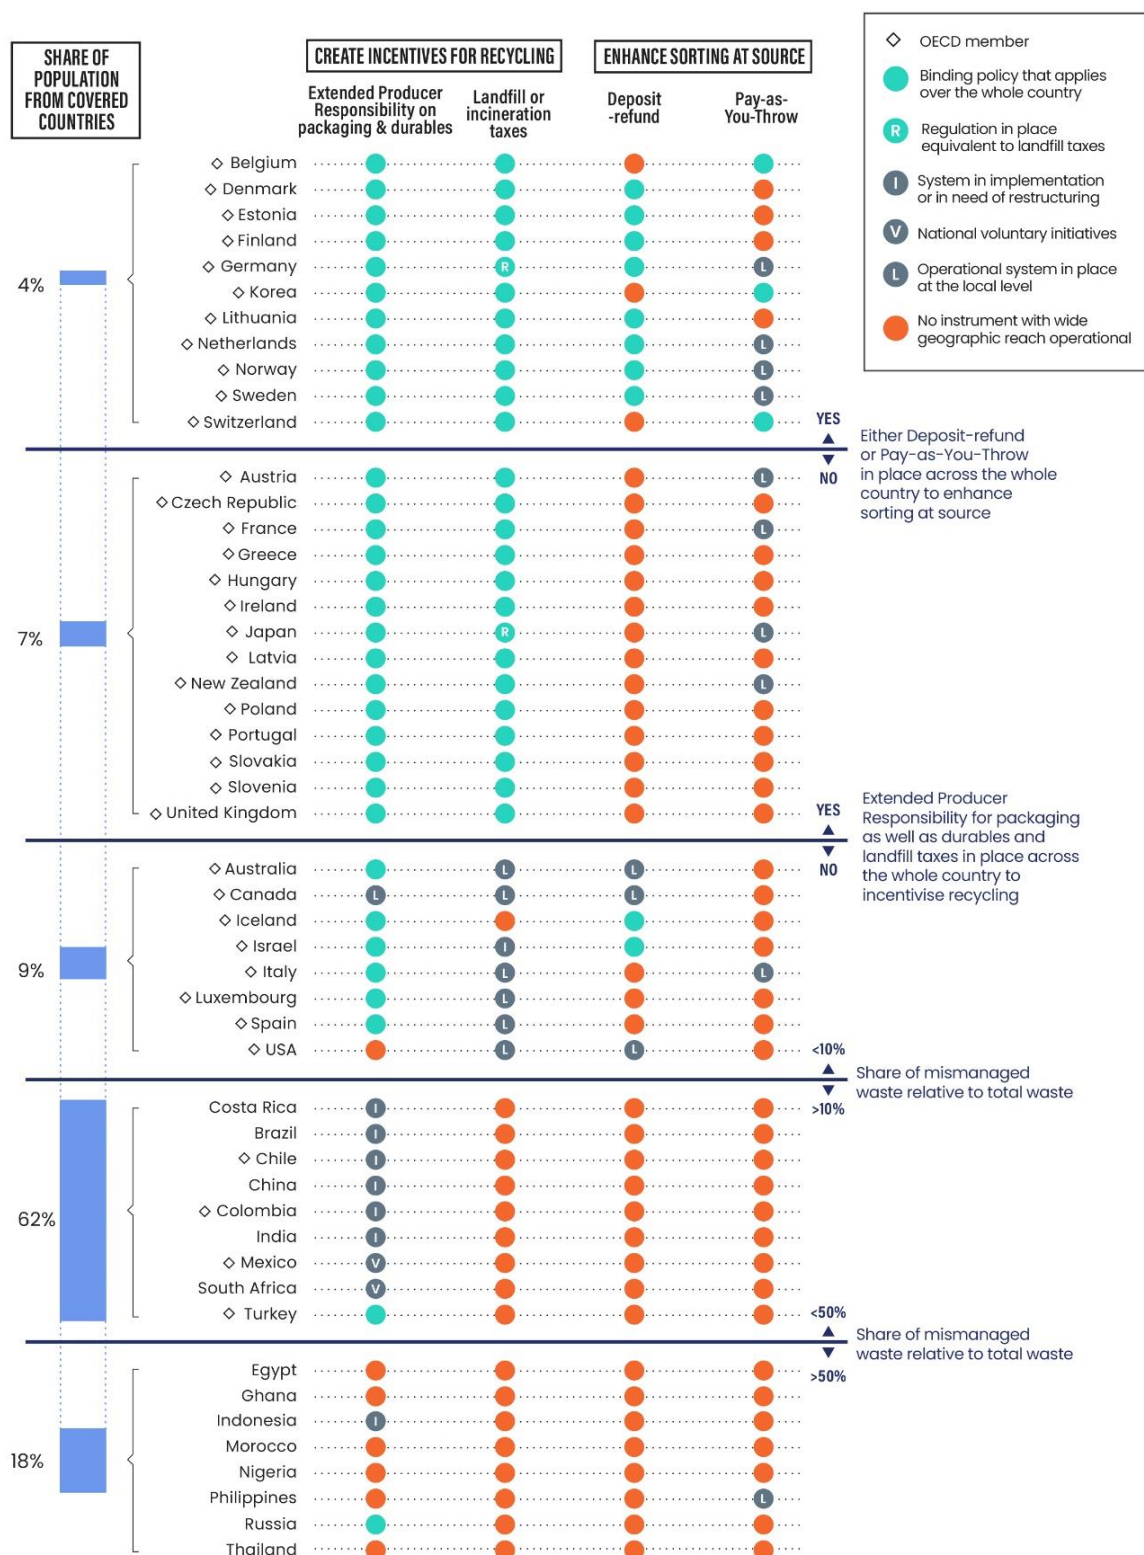 SHARE OF
POPULATION
FROM COVERED
COUNTRIES
CREATE INCENTIVES FOR RECYCLING
ENHANCE SORTING AT SOURCE
Extended Producer
Responsibility on
packaging & durables
Landfill or
incineration
taxes
Deposit
-refund
Pay-as-
You-Throw
OECD member
Binding policy that applies
over the whole country
R Regulation in place
equivalent to landfill taxes
I System in implementation
or in need of restructuring
V National voluntary initiatives
L Operational system in place
at the local level
No instrument with wide
geographic reach operational
4%
Belgium
Denmark
Estonia
Finland
Germany R L
Korea
Lithuania
Netherlands L
Norway L
Sweden L
Switzerland
YES
NO
Either Deposit-refund
or Pay-as-You-Throw
in place across the whole
country to enhance
sorting at source
7%
Austria L
Czech Republic
France L
Greece
Hungary
Ireland
Japan R L
Latvia
New Zealand L
Poland
Portugal
Slovakia
Slovenia
United Kingdom
YES
NO
Extended Producer
Responsibility for packaging
as well as durables and
landfill taxes in place across
the whole country to
incentivise recycling
9%
Australia L L
Canada L L L
Iceland
Israel I
Italy L L
Luxembourg L
Spain L
USA L L
<10%
>10%
Share of mismanaged
waste relative to total waste
62%
Costa Rica I
Brazil I
Chile I
China I
Colombia I
India I
Mexico V
South Africa V
Turkey
<50%
>50%
Share of mismanaged
waste relative to total waste
18%
Egypt
Ghana
Indonesia I
Morocco
Nigeria
Philippines L
Russia
Thailand